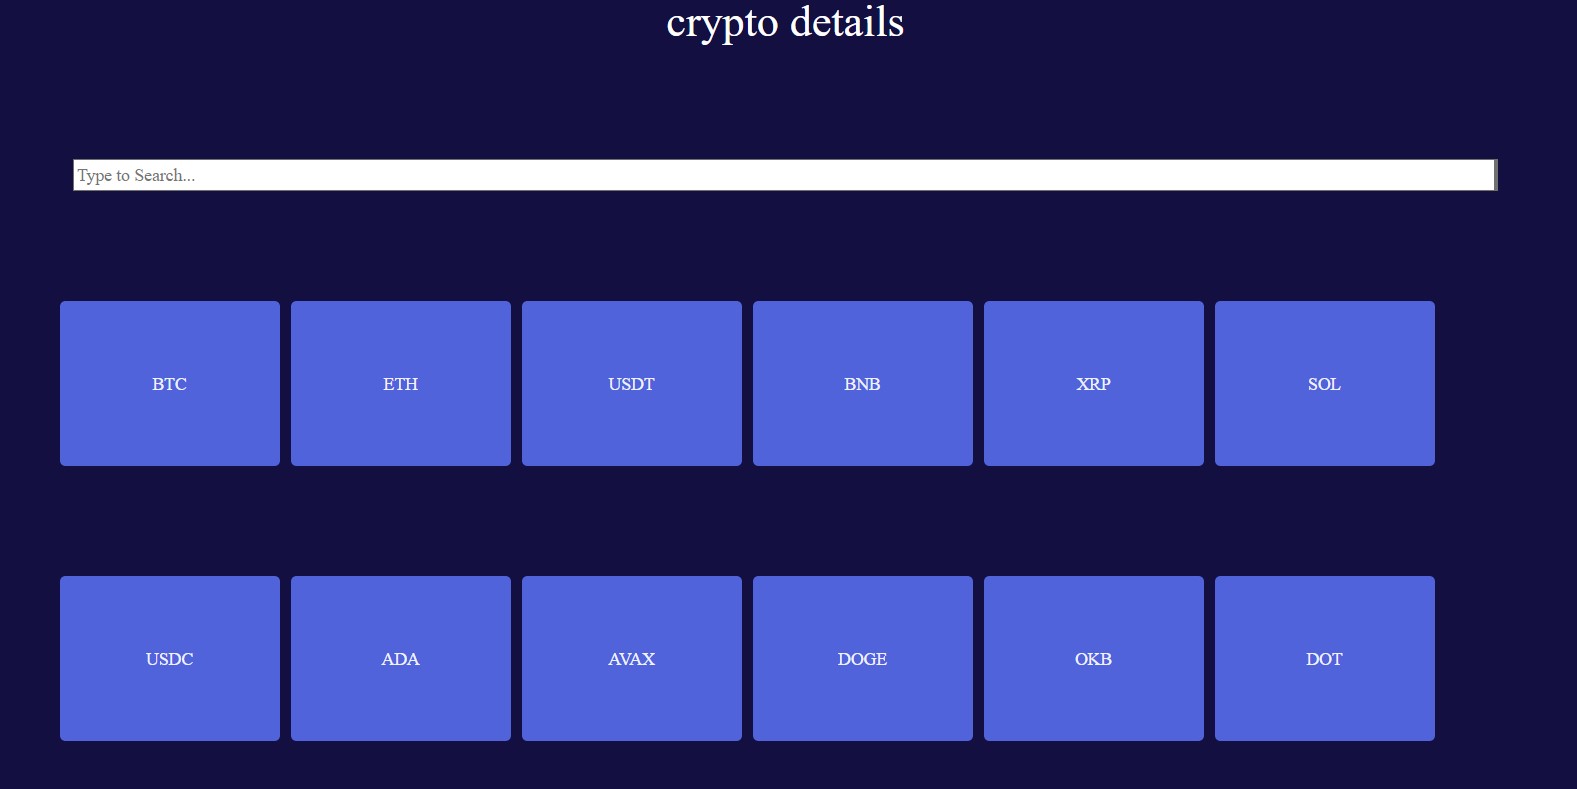 crypto details
Type to Search...
BTC ETH USDT BNB XRP SOL
USDC ADA AVAX DOGE OKB DOT